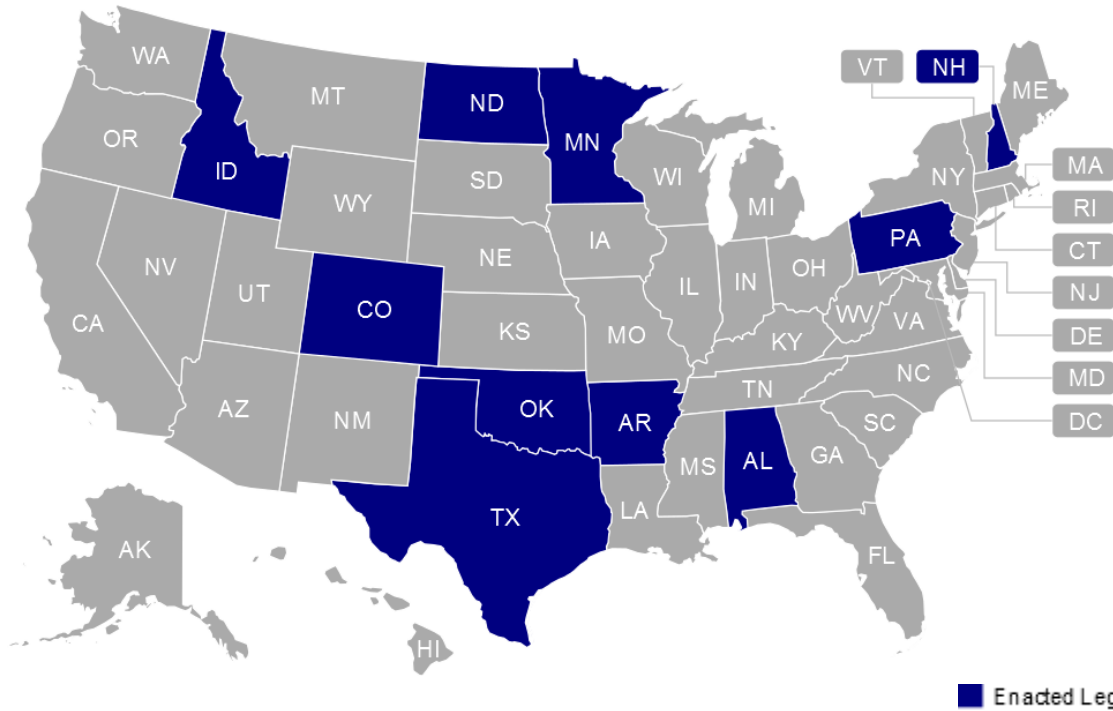 WA
MT
ND
MN
VT
NH
ME
OR
ID
SD
WI
NY
MA
WY
MI
RI
IA
PA
CT
NE
NV
UT
CO
IL
IN
OH
NJ
CA
KS
MO
WV
VA
DE
KY
MD
AZ
NM
OK
AR
TN
NC
DC
SC
MS
AL
GA
TX
LA
FL
AK
HI
Enacted Leg